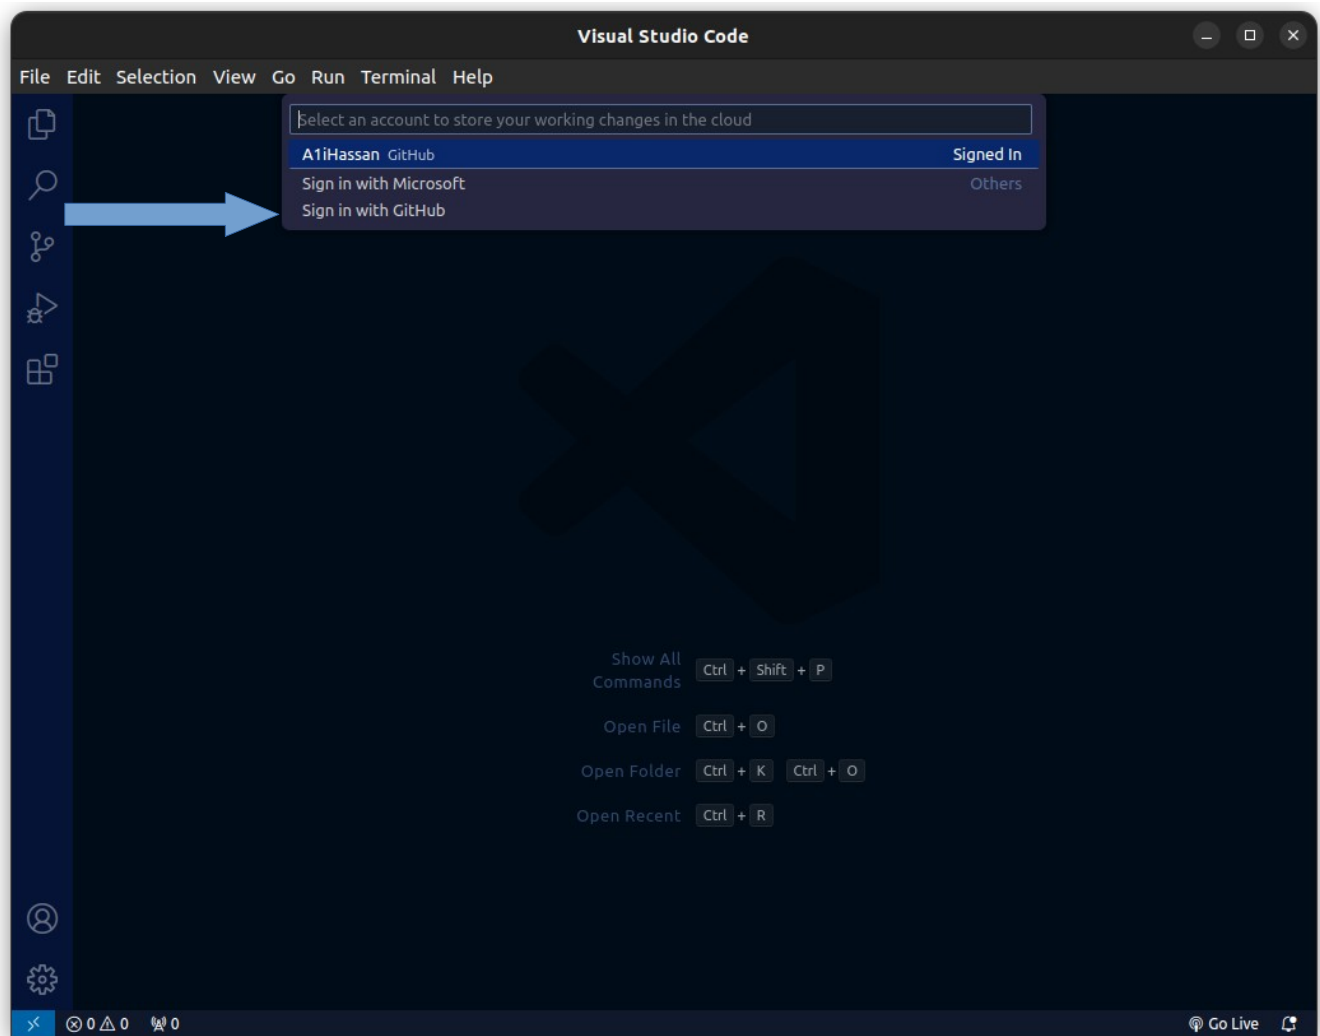 Visual Studio Code
File Edit Selection View Go Run Terminal Help
Select an account to store your working changes in the cloud
A1iHassan GitHub Signed In
Sign in with Microsoft Others
Sign in with GitHub
Show All
Commands Ctrl + Shift + P
Open File Ctrl + O
Open Folder Ctrl + K Ctrl + O
Open Recent Ctrl + R
0 0 0 Go Live